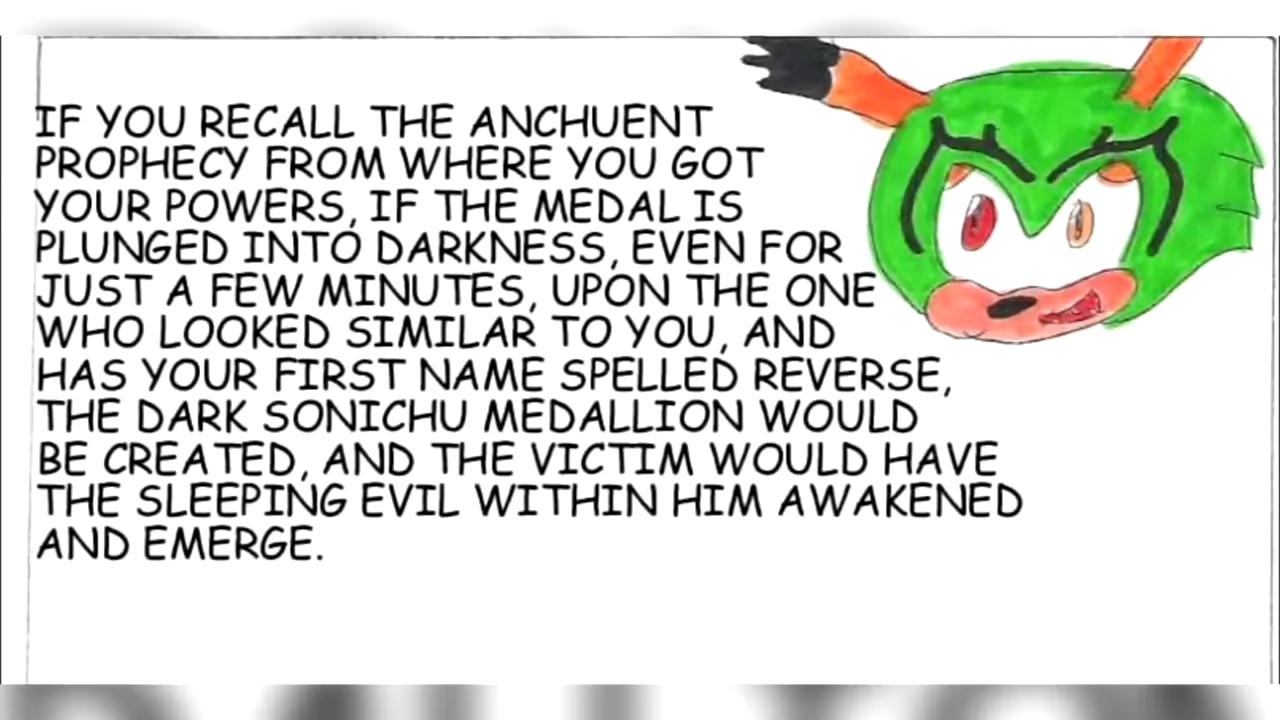 IF YOU RECALL THE ANCHUENT
PROPHECY FROM WHERE YOU GOT
YOUR POWERS, IF THE MEDAL IS
PLUNGED INTO DARKNESS, EVEN FOR
JUST A FEW MINUTES, UPON THE ONE
WHO LOOKED SIMILAR TO YOU, AND
HAS YOUR FIRST NAME SPELLED REVERSE,
THE DARK SONICHU MEDALLION WOULD
BE CREATED, AND THE VICTIM WOULD HAVE
THE SLEEPING EVIL WITHIN HIM AWAKENED
AND EMERGE.